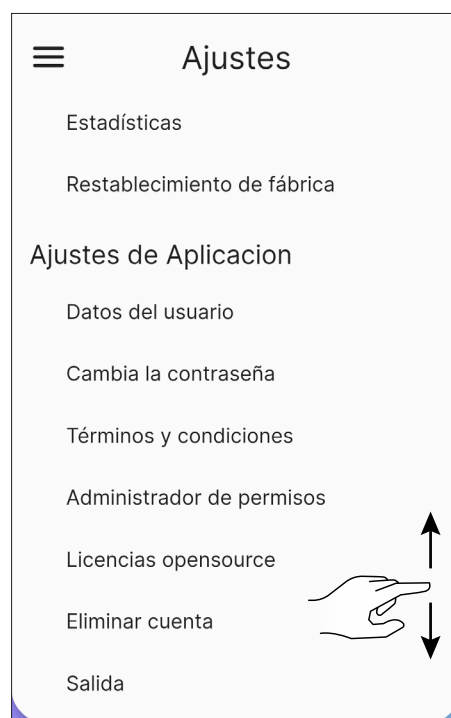 Ajustes
Estadísticas
Restablecimiento de fábrica
Ajustes de Aplicacion
Datos del usuario
Cambia la contraseña
Términos y condiciones
Administrador de permisos
Licencias opensource
Eliminar cuenta
Salida